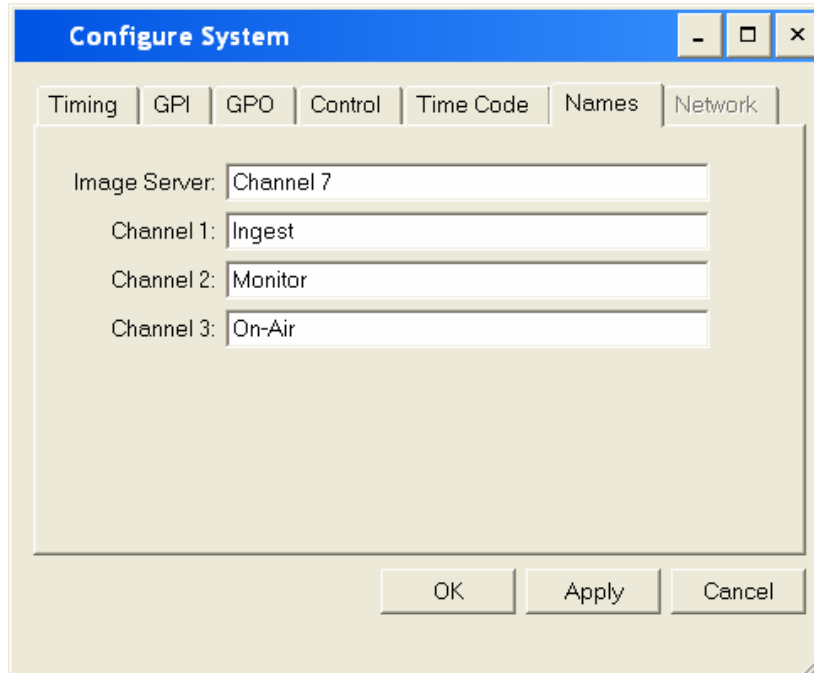 Configure System
Timing GPI GPO Control Time Code Names Network
Image Server: Channel 7
Channel 1: Ingest
Channel 2: Monitor
Channel 3: On-Air
OK Apply Cancel